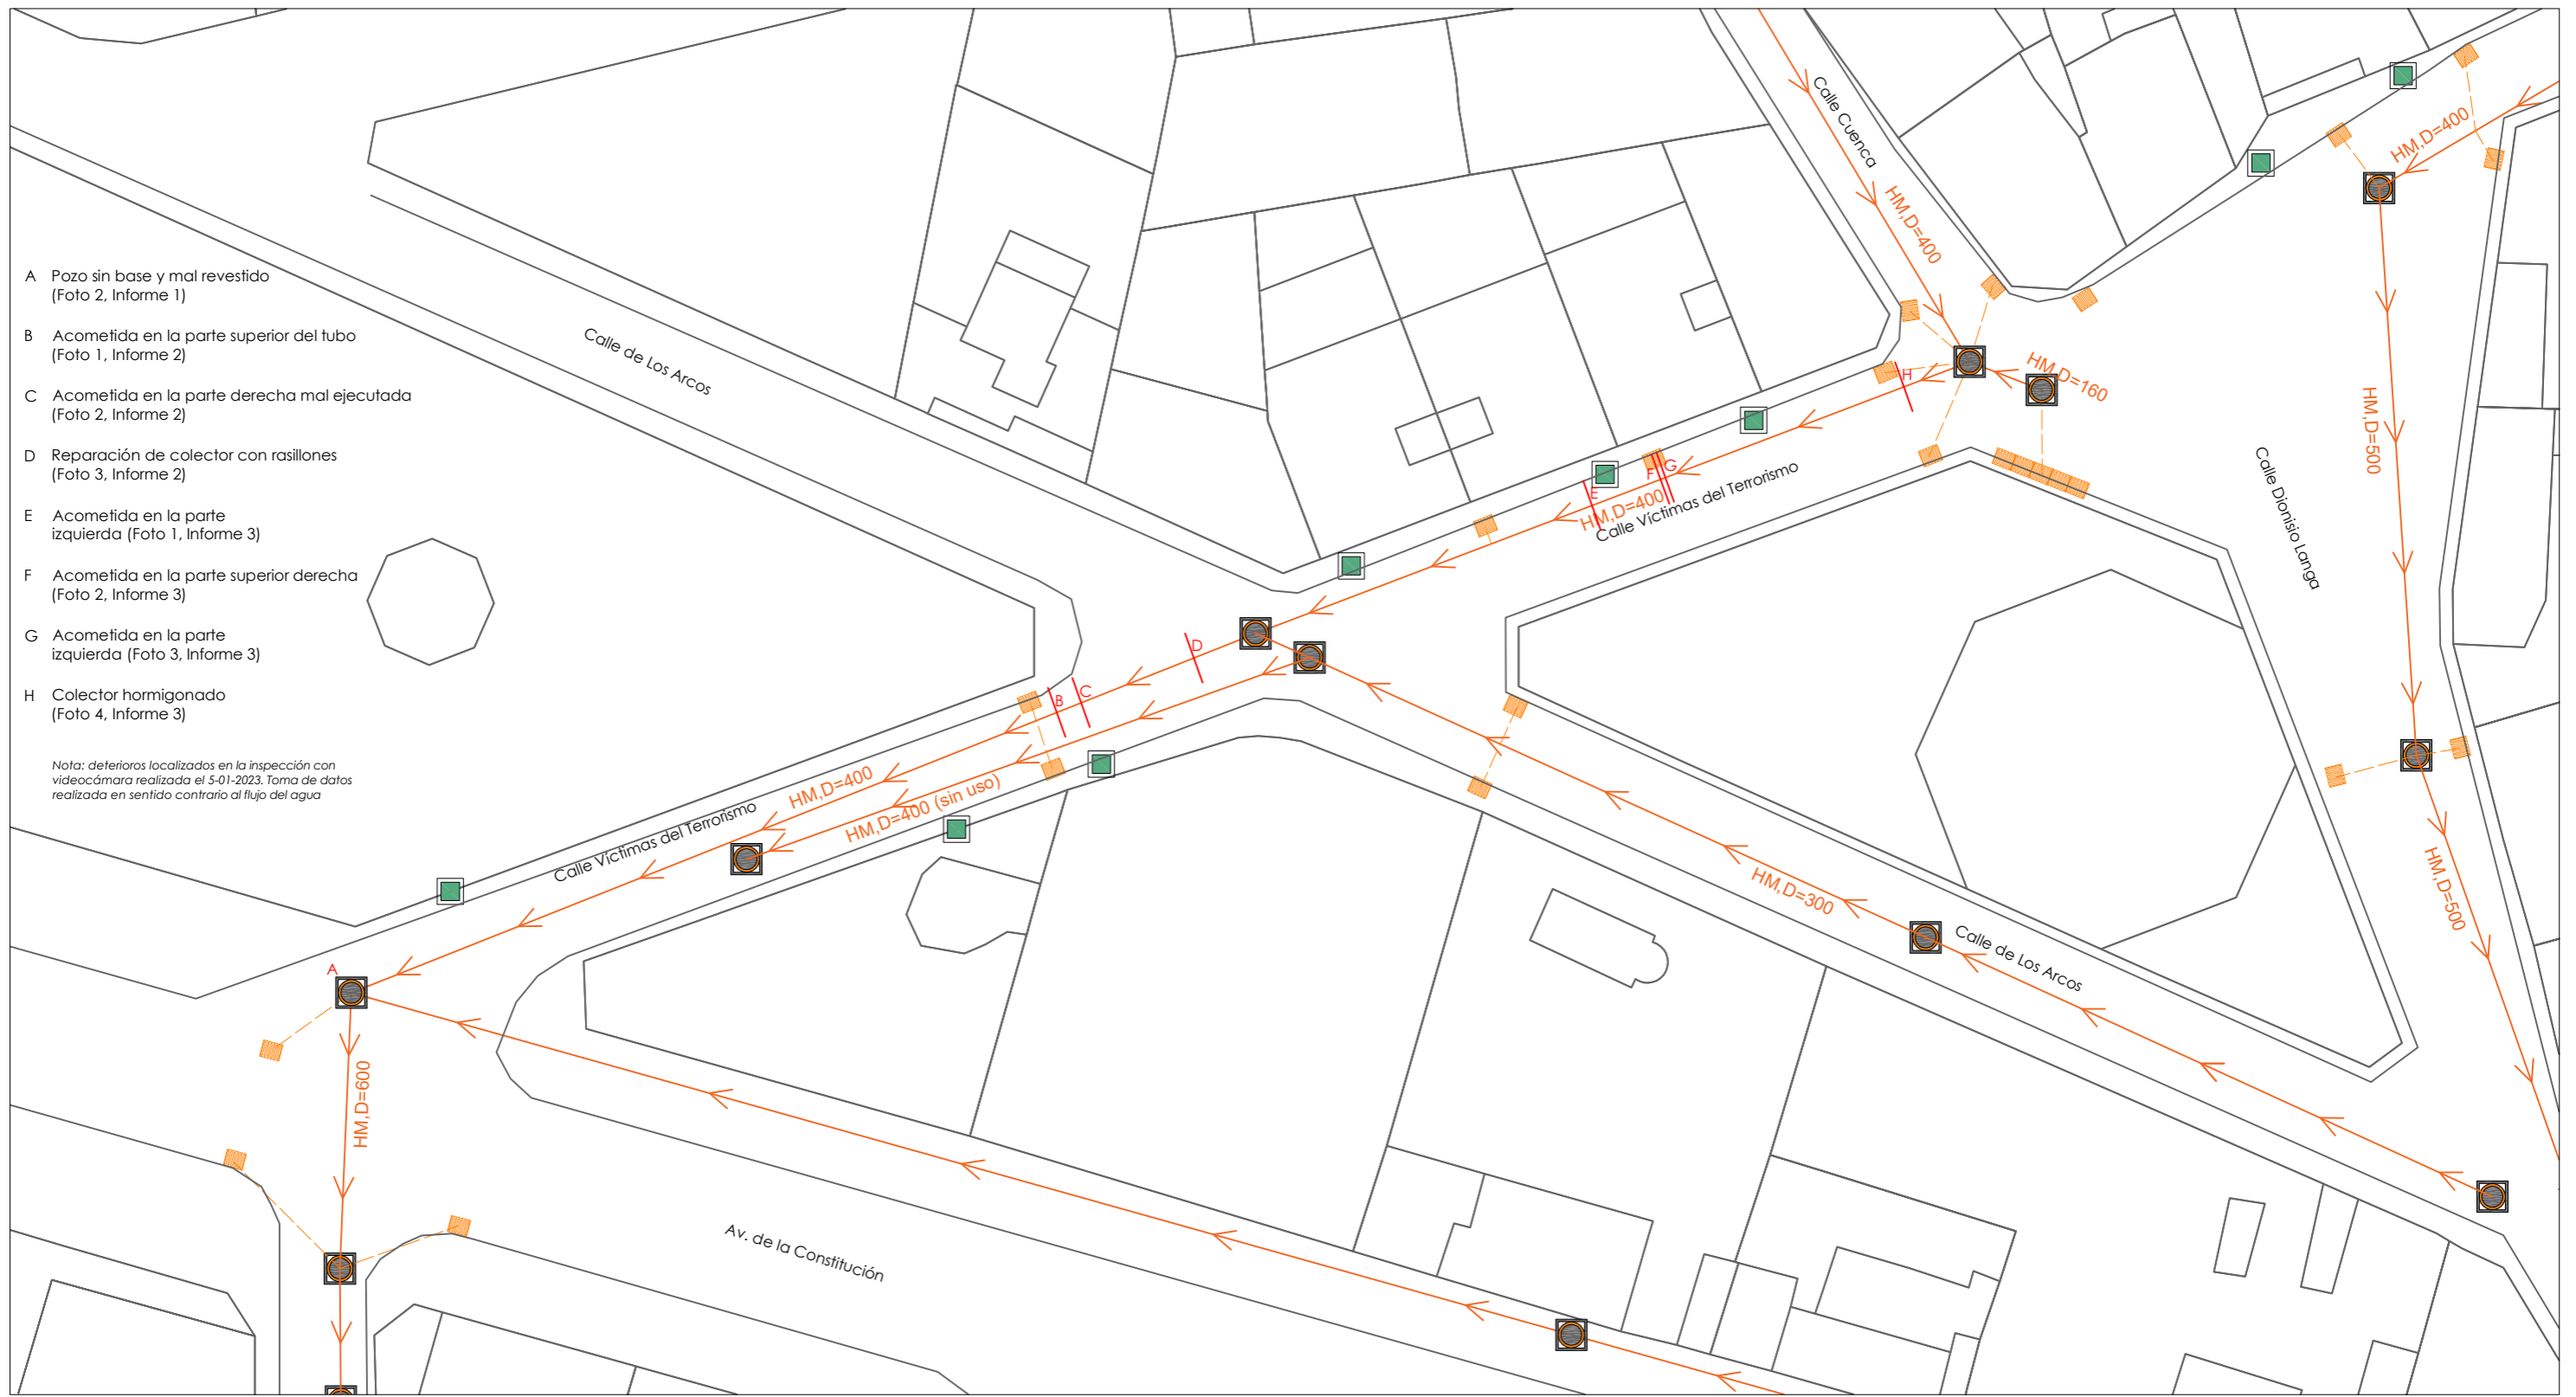 A Pozo sin base y mal revestido
(Foto 2, Informe 1)
B Acometida en la parte superior del tubo
(Foto 1, Informe 2)
C Acometida en la parte derecha mal ejecutada
(Foto 2, Informe 2)
D Reparación de colector con rasillones
(Foto 3, Informe 2)
E Acometida en la parte
izquierda (Foto 1, Informe 3)
F Acometida en la parte superior derecha
(Foto 2, Informe 3)
G Acometida en la parte
izquierda (Foto 3, Informe 3)
H Colector hormigonado
(Foto 4, Informe 3)
Nota: deterioros localizados en la inspección con
videocámara realizada el 5-01-2023. Toma de datos
realizada en sentido contrario al flujo del agua
Calle de Los Arcos
Calle Cuenca
HM,D=400
HM,D=400
HM,D=160
H
HM,D=500
Calle Dionisio Langa
G
F
E
HM,D=400
Calle Víctimas del Terrorismo
D
C
B
HM,D=400
HM,D=400 (sin uso)
Calle Víctimas del Terrorismo
HM,D=300
Calle de Los Arcos
HM,D=500
A
HM,D=600
Av. de la Constitución